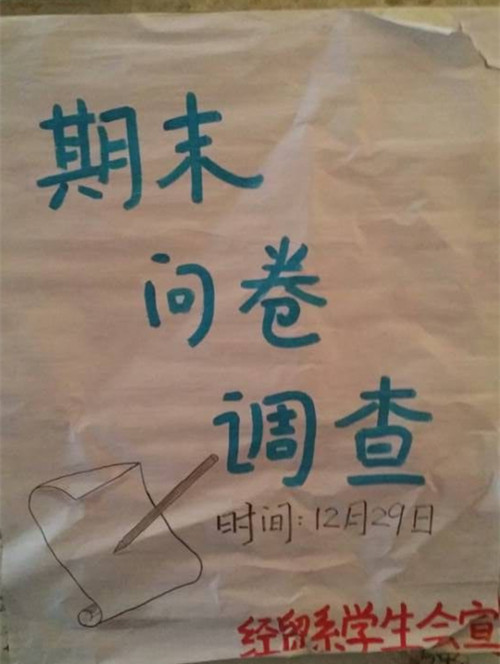 期末
问卷
调查
时间:12月29日
经贸系学生会宣